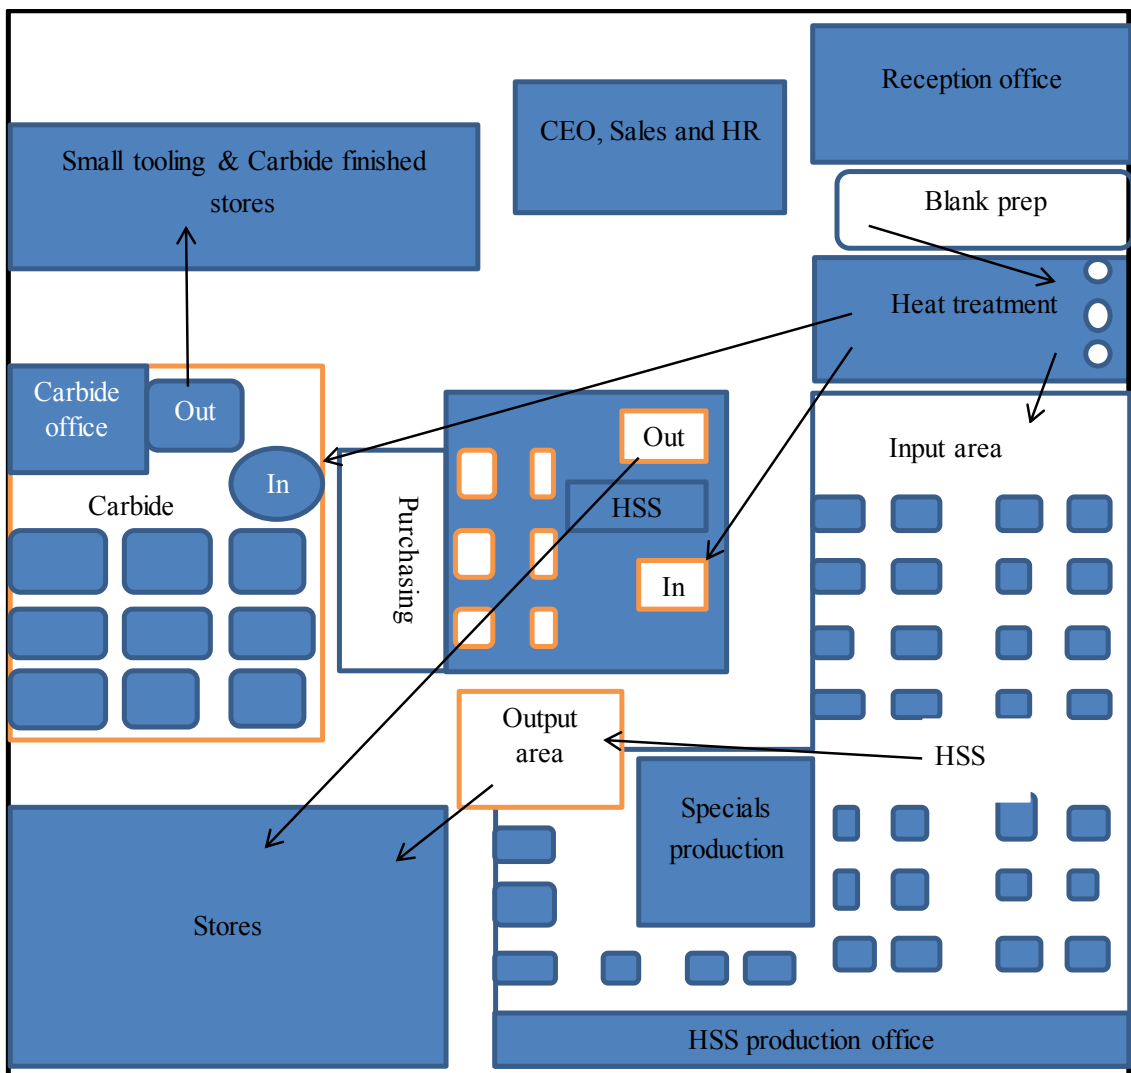 Reception office
CEO, Sales and HR
Small tooling & Carbide finished
stores
Blank prep
Heat treatment
Carbide
office
Out
In
Carbide
Purchasing
Out
HSS
In
Input area
Output
area
HSS
Specials
production
Stores
HSS production office